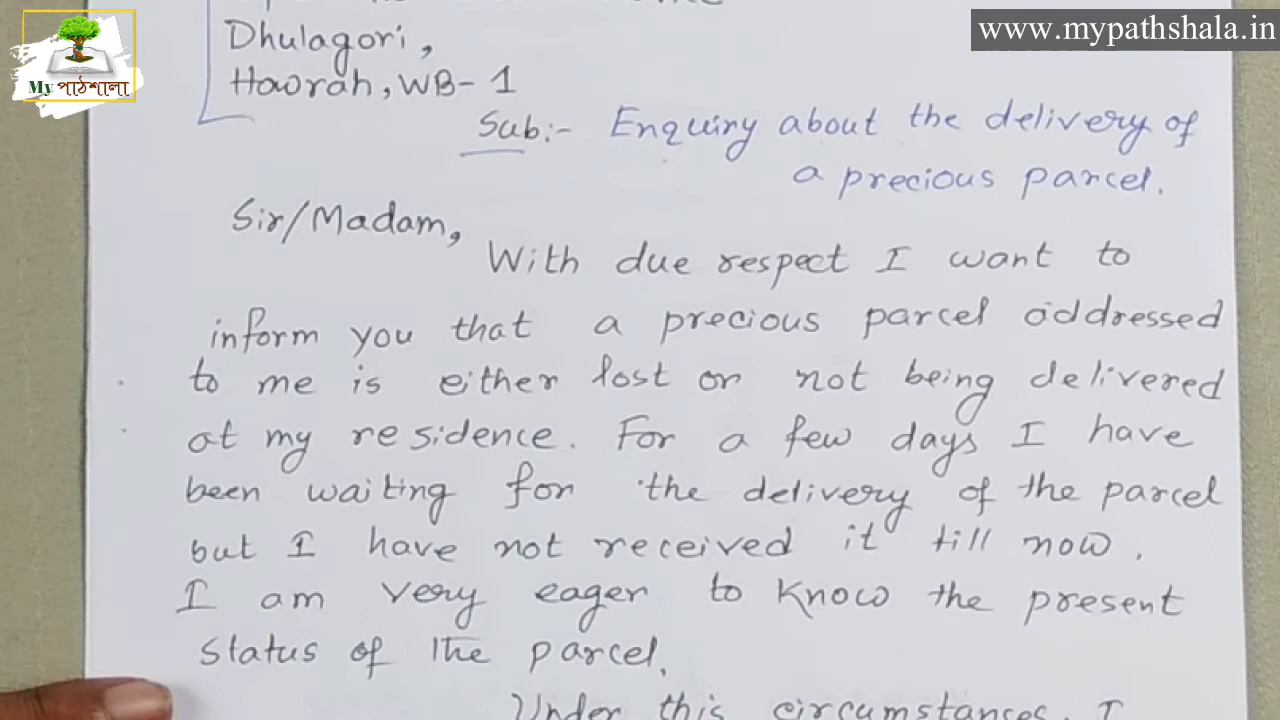 www.mypathshala.in
My পাঠশালা
Dhulagori,
Haorah, WB- 1
Sub:- Enquiry about the delivery of
a precious parcel.
Sir/Madam,
With due respect I want to
inform you that a precious parcel addressed
to me is either lost or not being delivered
at my residence. For a few days I have
been waiting for the delivery of the parcel
but I have not received it till now.
I am very eager to know the present
status of the parcel.
Under this circumstances, I